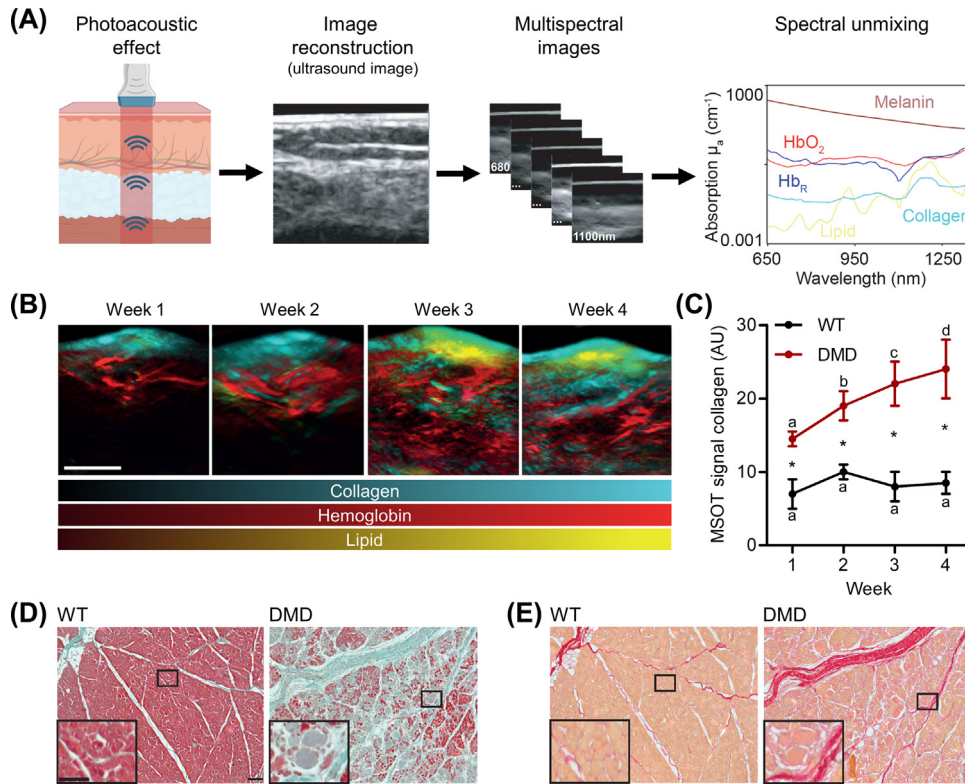 (A)
Photoacoustic
effect
Image
reconstruction
(ultrasound image)
Multispectral
images
680
...
...
...
1100nm
Spectral unmixing
Absorption μa (cm⁻¹)
1000
0.001
Melanin
HbO₂
HbR
Collagen
Lipid
650
950
1250
Wavelength (nm)
(B)
Week 1
Week 2
Week 3
Week 4
Collagen
Hemoglobin
Lipid
(C)
MSOT signal collagen (AU)
30
20
10
0
WT
DMD
a
b
c
d
*
*
*
*
a
a
a
a
1
2
3
4
Week
(D)
WT
DMD
(E)
WT
DMD